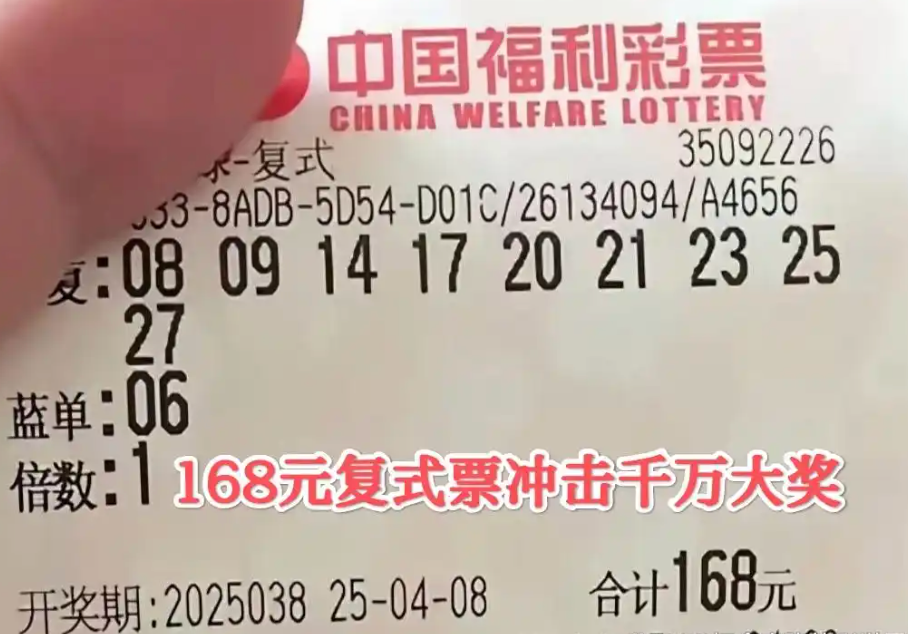 中国福利彩票
CHINA WELFARE LOTTERY
球-复式 35092226
33-8ADB-5D54-D01C/26134094/A4656
复:08 09 14 17 20 21 23 25
27
蓝单:06
倍数:1
168元复式票冲击千万大奖
开奖期:2025038 25-04-08 合计168元